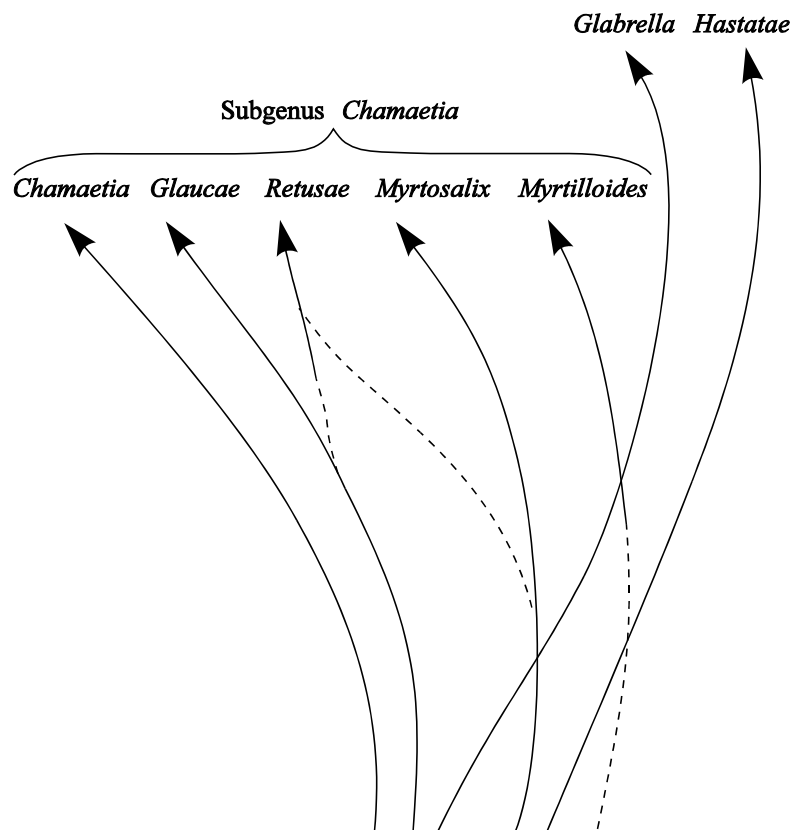 Glabrella Hastatae
Subgenus Chamaetia
Chamaetia Glaucae Retusae Myrtosalix Myrtilloides